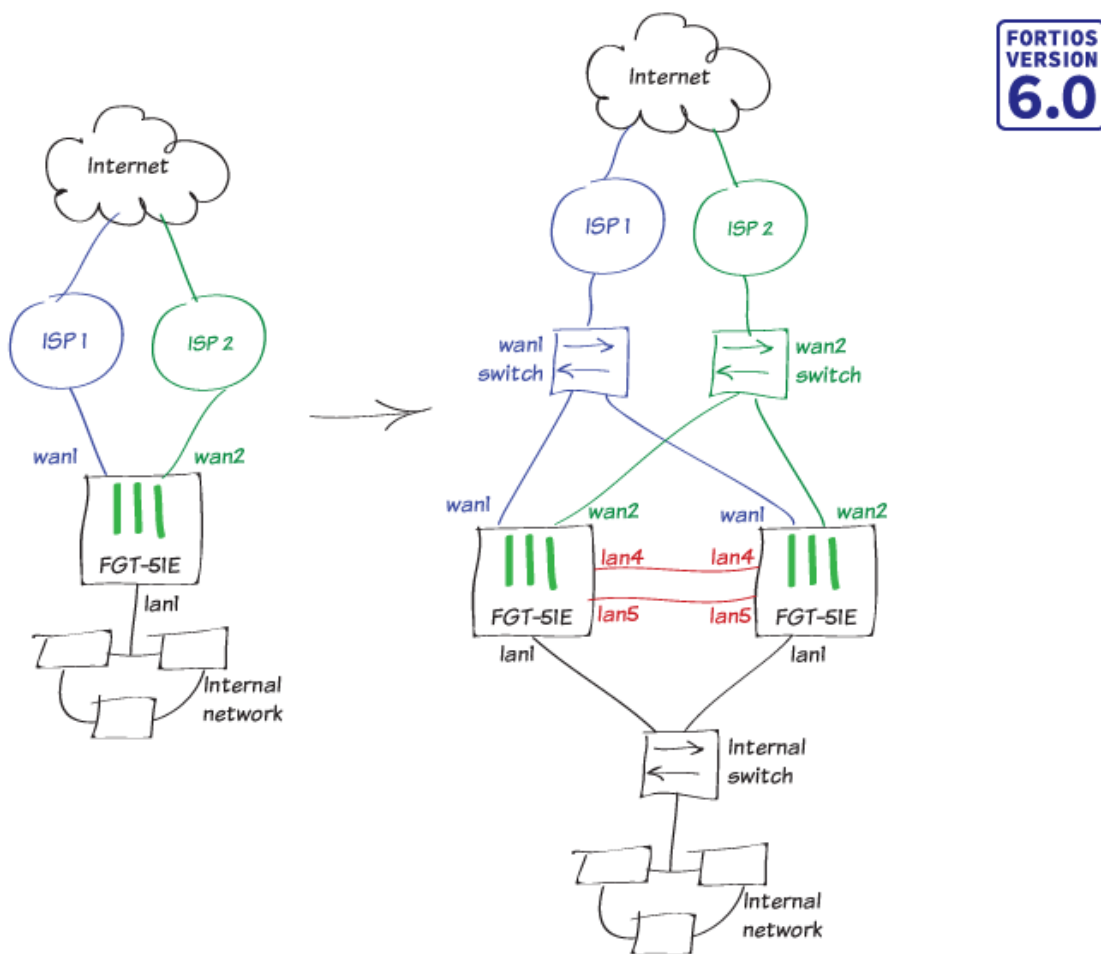 FORTIOS
VERSION
6.0
Internet
ISP 1
ISP 2
wan1
wan2
FGT-51E
lan1
Internal
network
Internet
ISP 1
ISP 2
wan1
switch
wan2
switch
wan1
wan2
wan1
wan2
lan4
lan4
FGT-51E
lan5
lan5
FGT-51E
lan1
lan1
Internal
switch
Internal
network